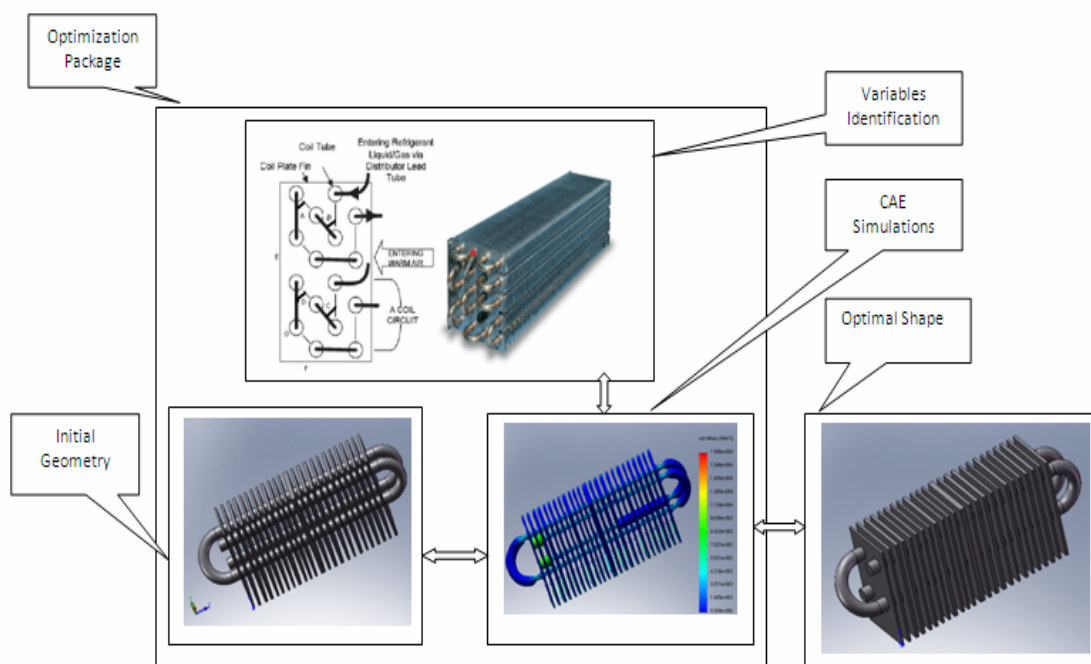 Optimization
Package
Variables
Identification
Coil Tube
Entering Refrigerant
Liquid/Gas via
Distributor Lead
Tube
Coil Plate Fin
A
B
E
ENTERING
WARM AIR
D
C
A COIL
CIRCUIT
G
F
CAE
Simulations
Optimal Shape
Initial
Geometry